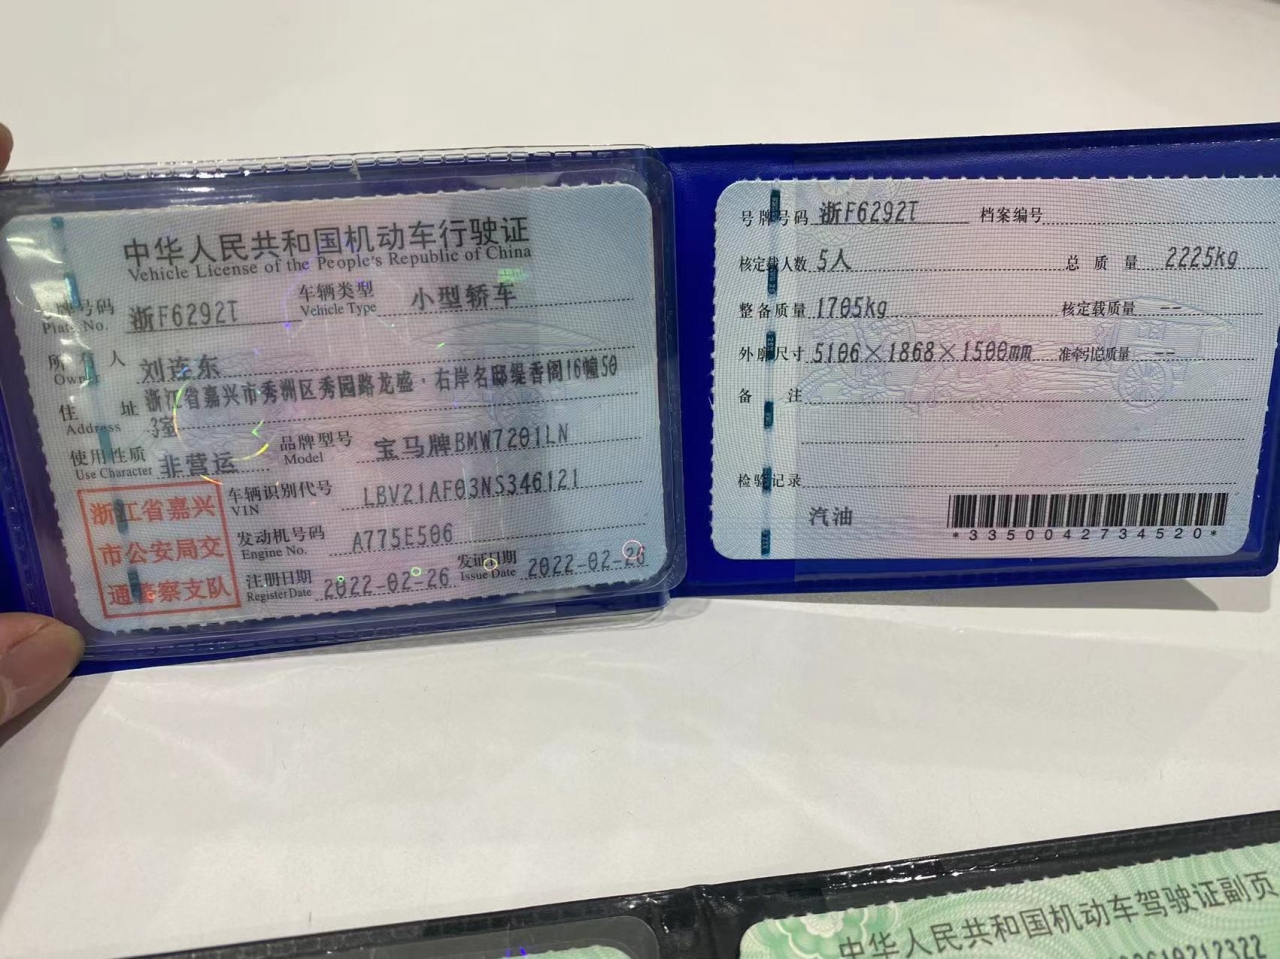 中华人民共和国机动车行驶证
Vehicle License of the People's Republic of China
牌号码 浙F6292T 车辆类型 小型轿车
Plate No. Vehicle Type
所有人 刘连东
Owner
住 址 浙江省嘉兴市秀洲区秀园路龙盛·右岸名邸缇香阁16幢50
Address 3室
使用性质 非营运 品牌型号 宝马牌BMW7201LN
Use Character Model
浙江省嘉兴
市公安局交
通警察支队
车辆识别代号 LBV21AF03NS346121
VIN
发动机号码 A775E506
Engine No.
注册日期 2022-02-26 发证日期 2022-02-26
Register Date Issue Date
号牌号码 浙F6292T 档案编号
核定载人数 5人 总质量 2225kg
整备质量 1705kg 核定载质量 --
外廓尺寸 5106×1868×1500mm 准牵引总质量 --
备 注
检验记录
汽油
*3350042734520*
中华人民共和国机动车驾驶证副页